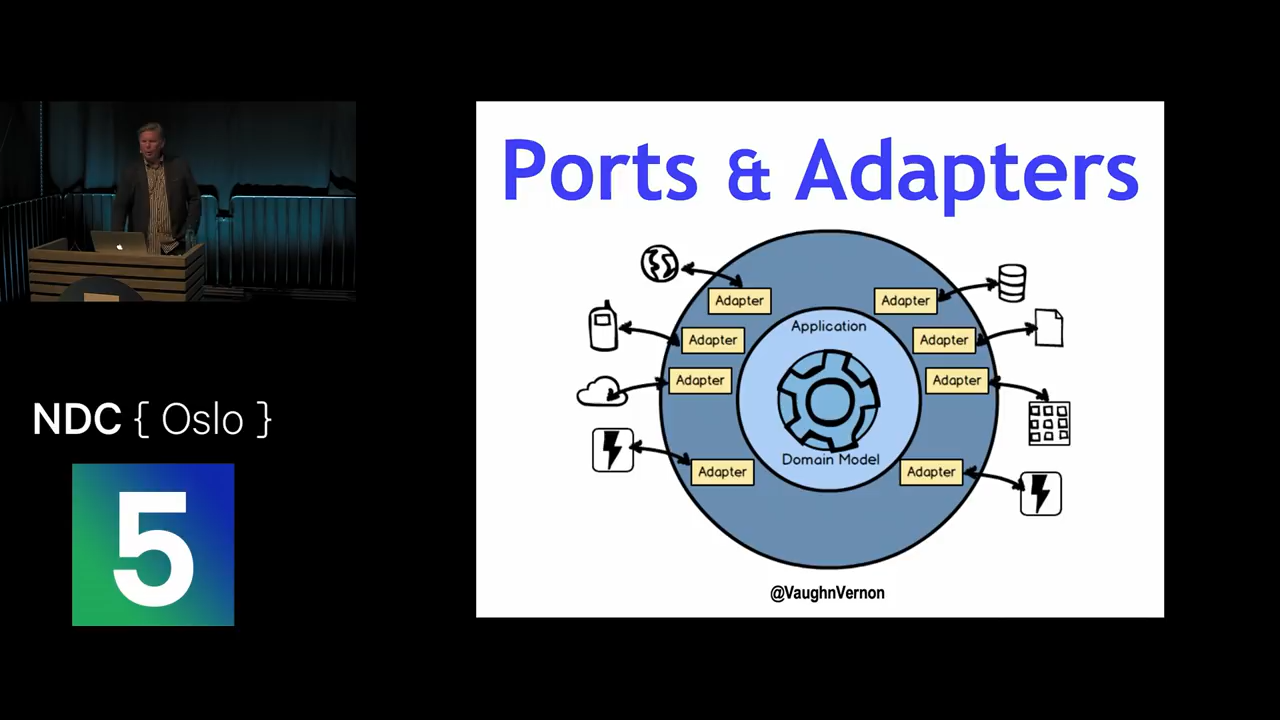 Ports & Adapters
Adapter
Adapter
Application
Adapter
Adapter
Adapter
Adapter
Domain Model
Adapter
Adapter
@VaughnVernon
NDC { Oslo }
5